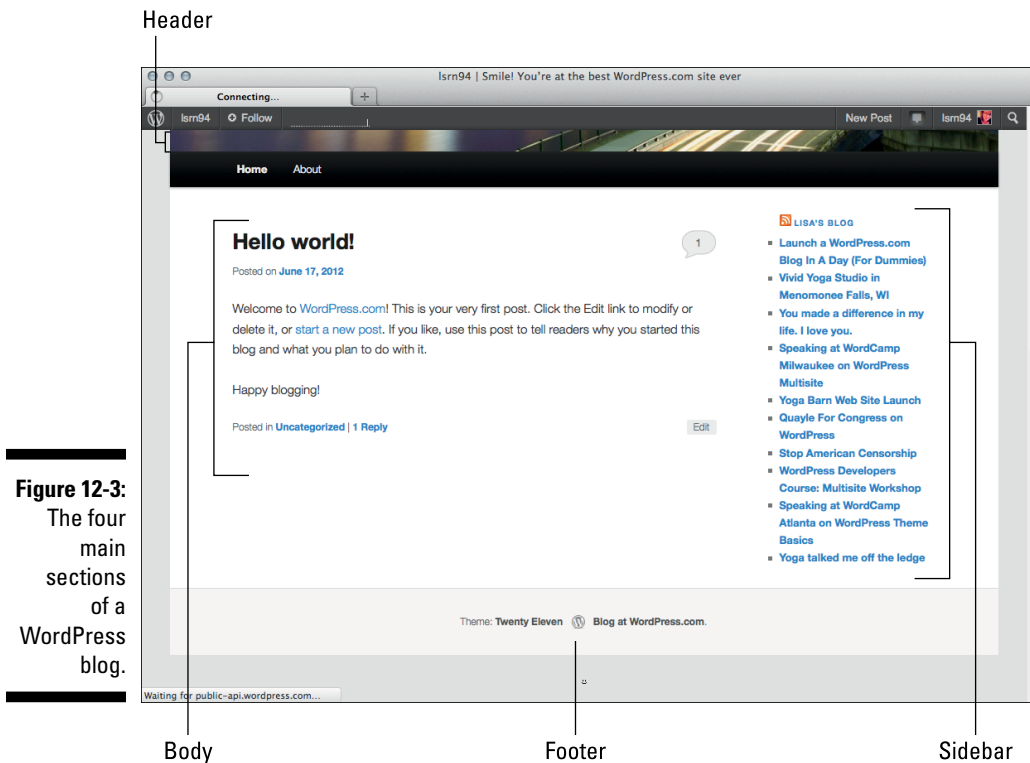 Header
lsrn94 | Smile! You're at the best WordPress.com site ever
Connecting...
lsrn94 Follow
New Post lsrn94
Home About
Hello world!
1
Posted on June 17, 2012
Welcome to WordPress.com! This is your very first post. Click the Edit link to modify or
delete it, or start a new post. If you like, use this post to tell readers why you started this
blog and what you plan to do with it.
Happy blogging!
Posted in Uncategorized | 1 Reply
Edit
LISA'S BLOG
Launch a WordPress.com
Blog In A Day (For Dummies)
Vivid Yoga Studio in
Menomonee Falls, WI
You made a difference in my
life. I love you.
Speaking at WordCamp
Milwaukee on WordPress
Multisite
Yoga Barn Web Site Launch
Quayle For Congress on
WordPress
Stop American Censorship
WordPress Developers
Course: Multisite Workshop
Speaking at WordCamp
Atlanta on WordPress Theme
Basics
Yoga talked me off the ledge
Theme: Twenty Eleven Blog at WordPress.com.
Waiting for public-api.wordpress.com...
Figure 12-3:
The four
main
sections
of a
WordPress
blog.
Body
Footer
Sidebar